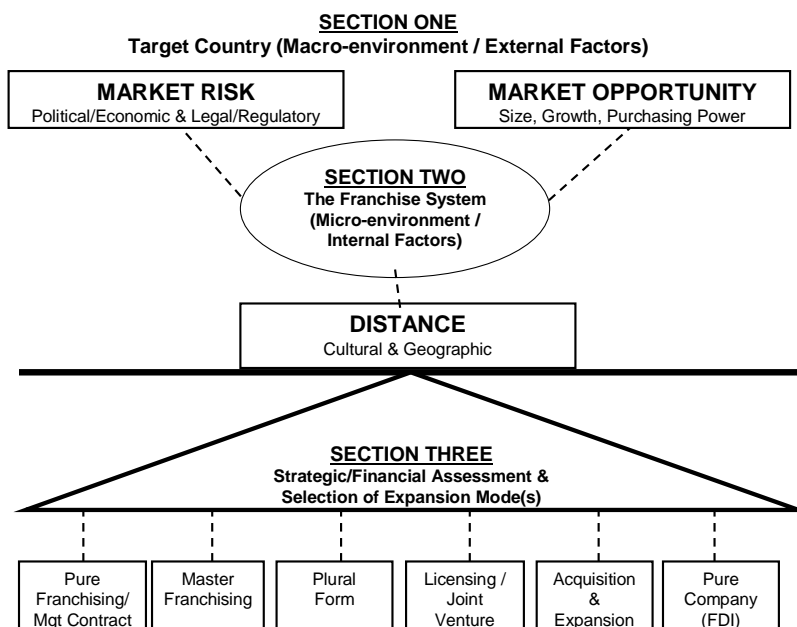 SECTION ONE
Target Country (Macro-environment / External Factors)
MARKET RISK
Political/Economic & Legal/Regulatory
MARKET OPPORTUNITY
Size, Growth, Purchasing Power
SECTION TWO
The Franchise System
(Micro-environment /
Internal Factors)
DISTANCE
Cultural & Geographic
SECTION THREE
Strategic/Financial Assessment &
Selection of Expansion Mode(s)
Pure
Franchising/
Mgt Contract
Master
Franchising
Plural
Form
Licensing /
Joint
Venture
Acquisition
&
Expansion
Pure
Company
(FDI)